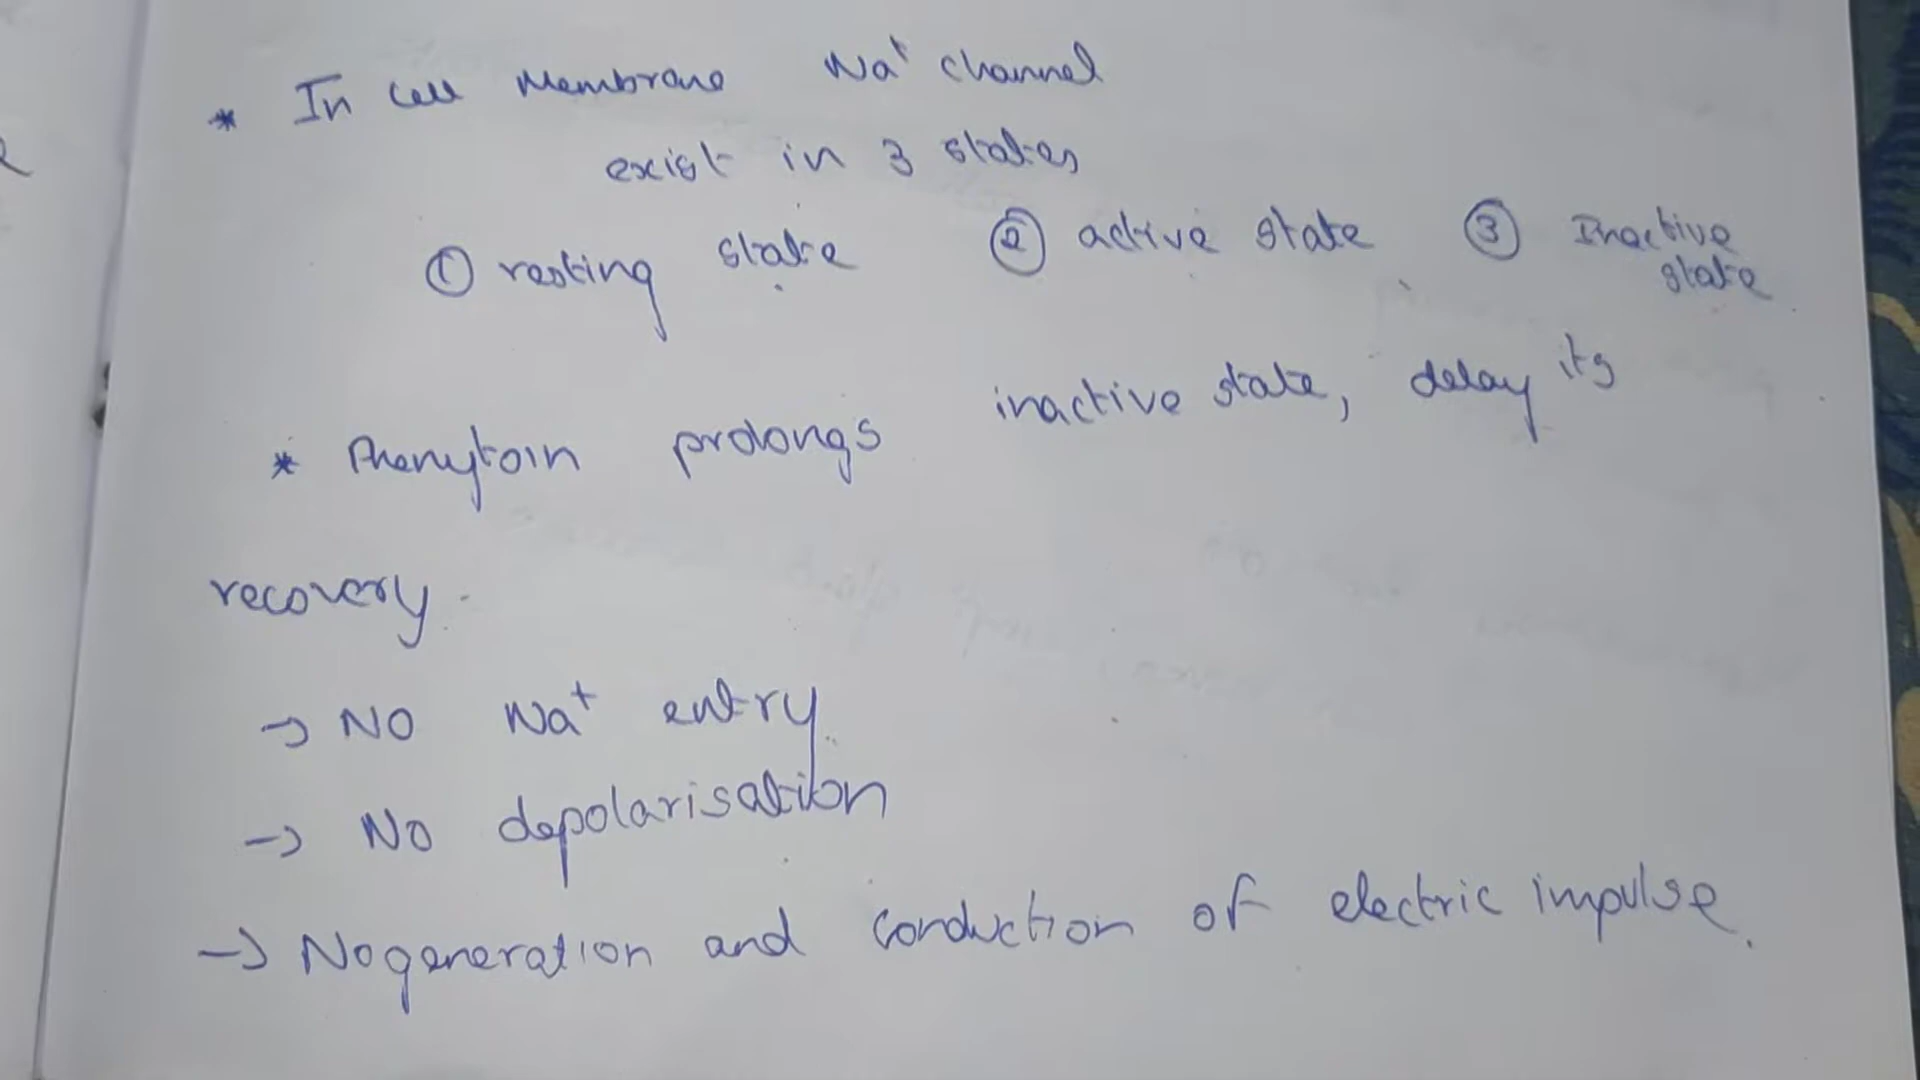 * In cell Membrane Na+ channel
exist in 3 states
① resting state ② active state ③ Inactive
state
* Phenytoin prolongs inactive state, delay its
recovery.
→ NO Na+ entry
→ No depolarisation
→ No generation and conduction of electric impulse.